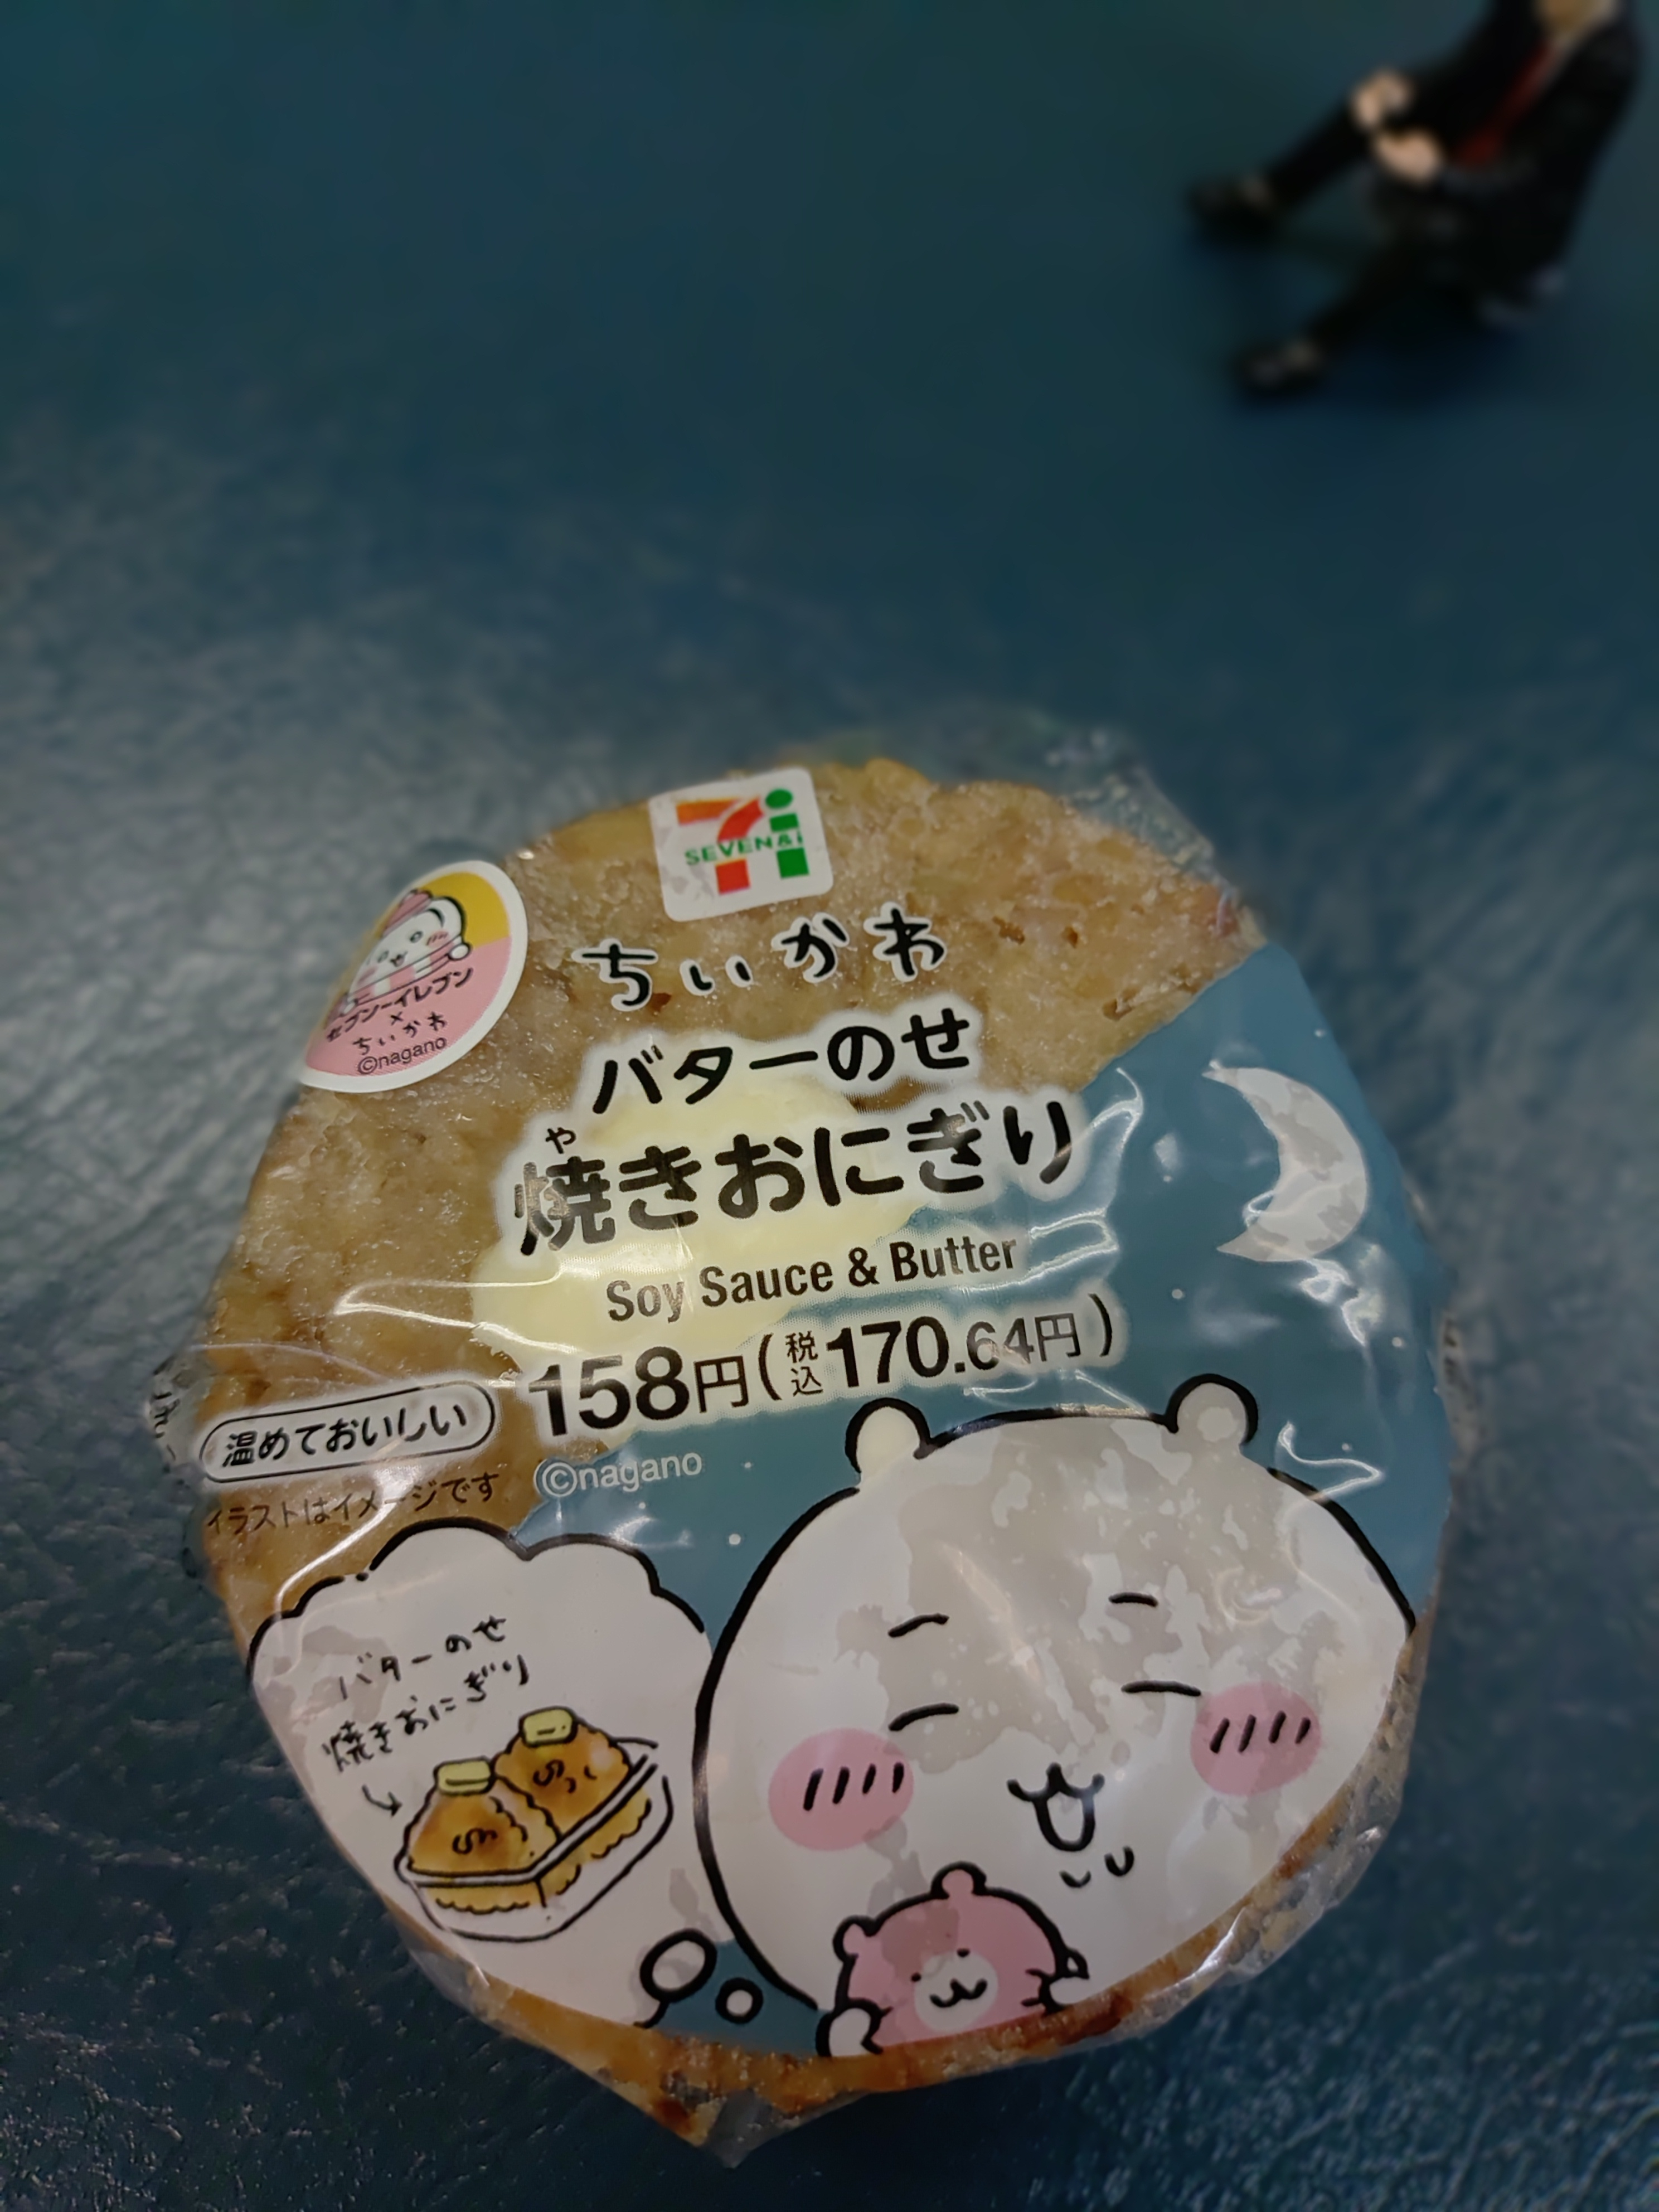 SEVEN&i
ちいかわ
セブン-イレブン
×
ちいかわ
©nagano
バターのせ
や
焼きおにぎり
Soy Sauce & Butter
158円(税込170.64円)
温めておいしい
イラストはイメージです
©nagano
バターのせ
焼きおにぎり